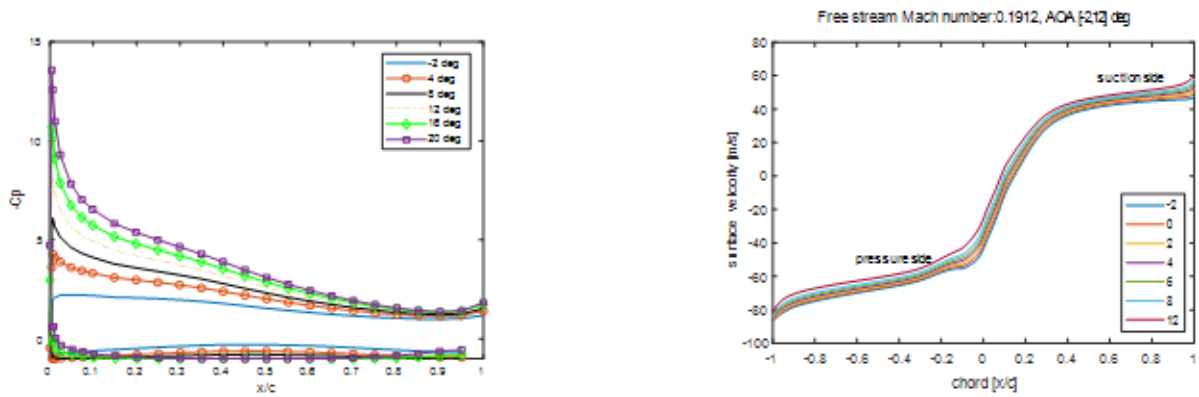 15
10
5
0
-Cp
-2 deg
4 deg
8 deg
12 deg
16 deg
20 deg
0 0.1 0.2 0.3 0.4 0.5 0.6 0.7 0.8 0.9 1
x/c
Free stream Mach number:0.1912, AOA [-212] deg
80
60
40
20
0
-20
-40
-60
-80
-100
surface velocity [m/s]
suction side
pressure side
-2
0
2
4
6
8
12
-1 -0.8 -0.6 -0.4 -0.2 0 0.2 0.4 0.6 0.8 1
chord [x/c]